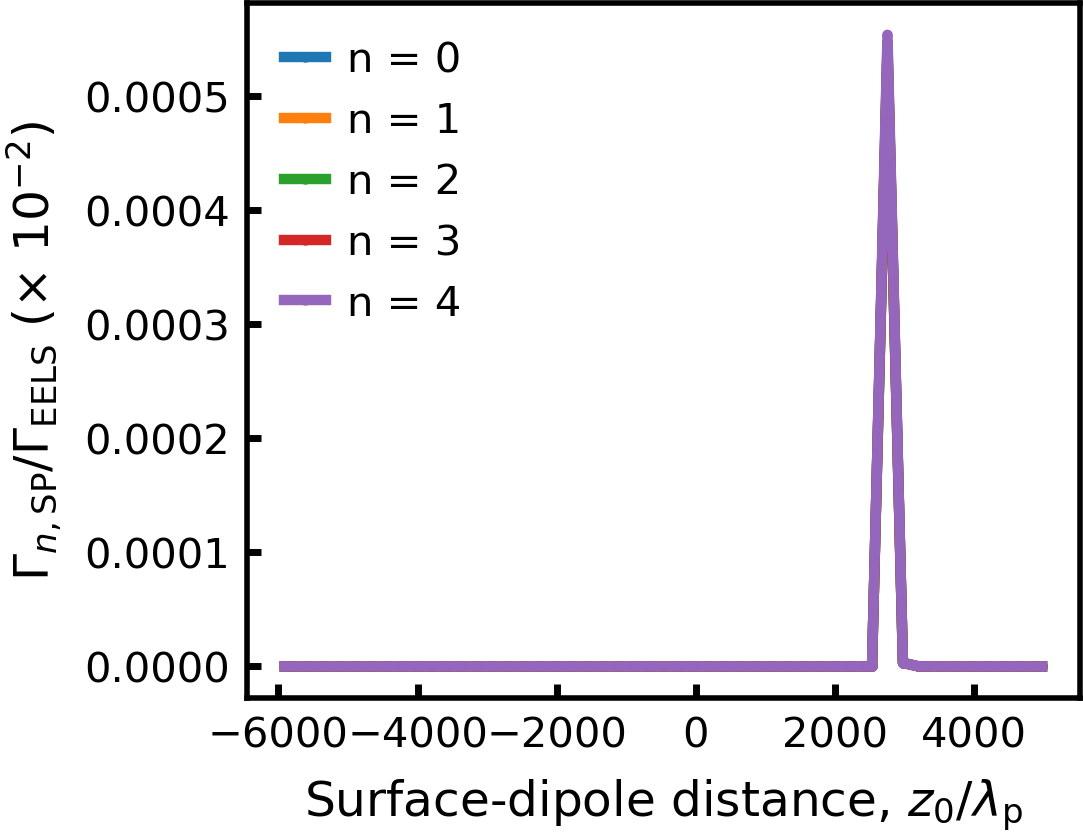 n = 0
n = 1
n = 2
n = 3
n = 4
0.0005
0.0004
0.0003
0.0002
0.0001
0.0000
Γn, SP/ΓEELS (× 10−2)
−6000 −4000 −2000 0 2000 4000
Surface-dipole distance, z0/λp